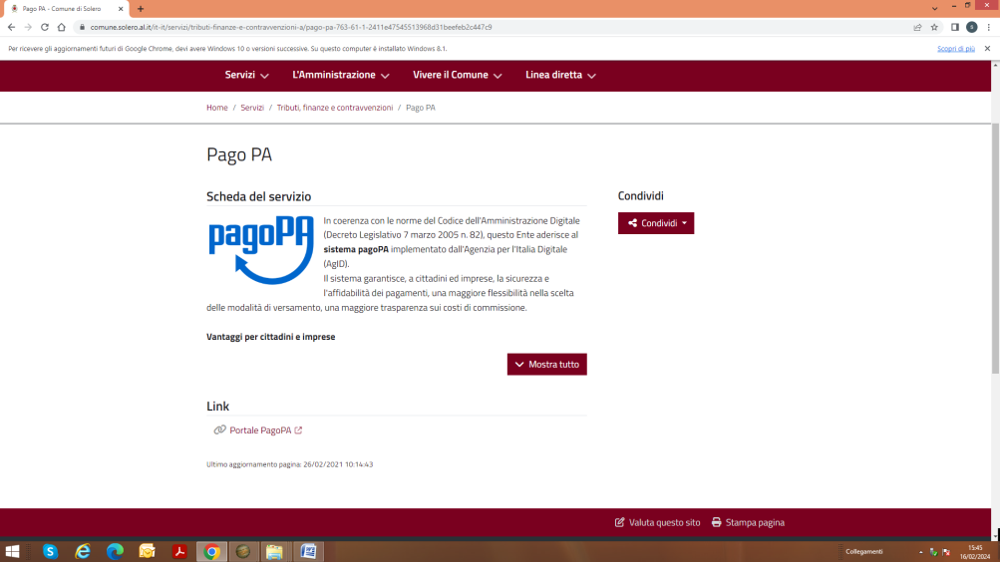 Pago PA - Comune di Solero
comune.solero.al.it/it-it/servizi/tributi-finanze-e-contravvenzioni-a/pago-pa-763-61-1-2411e47545513968d31beefeb2c447c9
Per ricevere gli aggiornamenti futuri di Google Chrome, devi avere Windows 10 o versioni successive. Su questo computer è installato Windows 8.1.
Scopri di più
Servizi L'Amministrazione Vivere il Comune Linea diretta
Home / Servizi / Tributi, finanze e contravvenzioni / Pago PA
Pago PA
Scheda del servizio
pagoPA
In coerenza con le norme del Codice dell'Amministrazione Digitale
(Decreto Legislativo 7 marzo 2005 n. 82), questo Ente aderisce al
sistema pagoPA implementato dall'Agenzia per l'Italia Digitale
(AgID).
Il sistema garantisce, a cittadini ed imprese, la sicurezza e
l'affidabilità dei pagamenti, una maggiore flessibilità nella scelta
delle modalità di versamento, una maggiore trasparenza sui costi di commissione.
Vantaggi per cittadini e imprese
Mostra tutto
Condividi
Condividi
Link
Portale PagoPA
Ultimo aggiornamento pagina: 26/02/2021 10:14:43
Valuta questo sito Stampa pagina
Collegamenti
15:45
16/02/2024